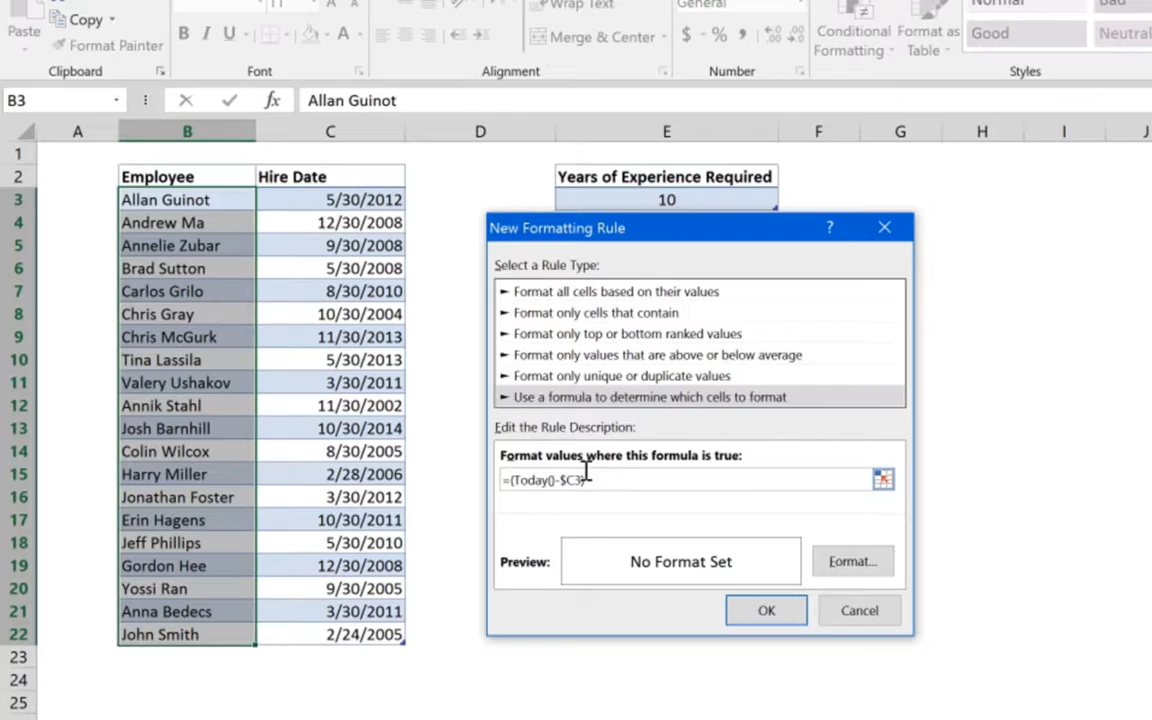 Copy
Wrap Text
General
Normal
Bad
Paste
Format Painter
B I U A
Merge & Center
$ % ,
Conditional
Formatting
Format as
Table
Good
Neutral
Clipboard
Font
Alignment
Number
Styles
B3
fx
Allan Guinot
A B C D E F G H I J
1
2 Employee Hire Date Years of Experience Required
3 Allan Guinot 5/30/2012 10
4 Andrew Ma 12/30/2008
5 Annelie Zubar 9/30/2008
6 Brad Sutton 5/30/2008
7 Carlos Grilo 8/30/2010
8 Chris Gray 10/30/2004
9 Chris McGurk 11/30/2013
10 Tina Lassila 5/30/2013
11 Valery Ushakov 3/30/2011
12 Annik Stahl 11/30/2002
13 Josh Barnhill 10/30/2014
14 Colin Wilcox 8/30/2005
15 Harry Miller 2/28/2006
16 Jonathan Foster 3/30/2012
17 Erin Hagens 10/30/2011
18 Jeff Phillips 5/30/2010
19 Gordon Hee 12/30/2008
20 Yossi Ran 9/30/2005
21 Anna Bedecs 3/30/2011
22 John Smith 2/24/2005
23
24
25
New Formatting Rule ?
Select a Rule Type:
► Format all cells based on their values
► Format only cells that contain
► Format only top or bottom ranked values
► Format only values that are above or below average
► Format only unique or duplicate values
► Use a formula to determine which cells to format
Edit the Rule Description:
Format values where this formula is true:
=(Today()-$C3)
Preview:
No Format Set
Format...
OK
Cancel